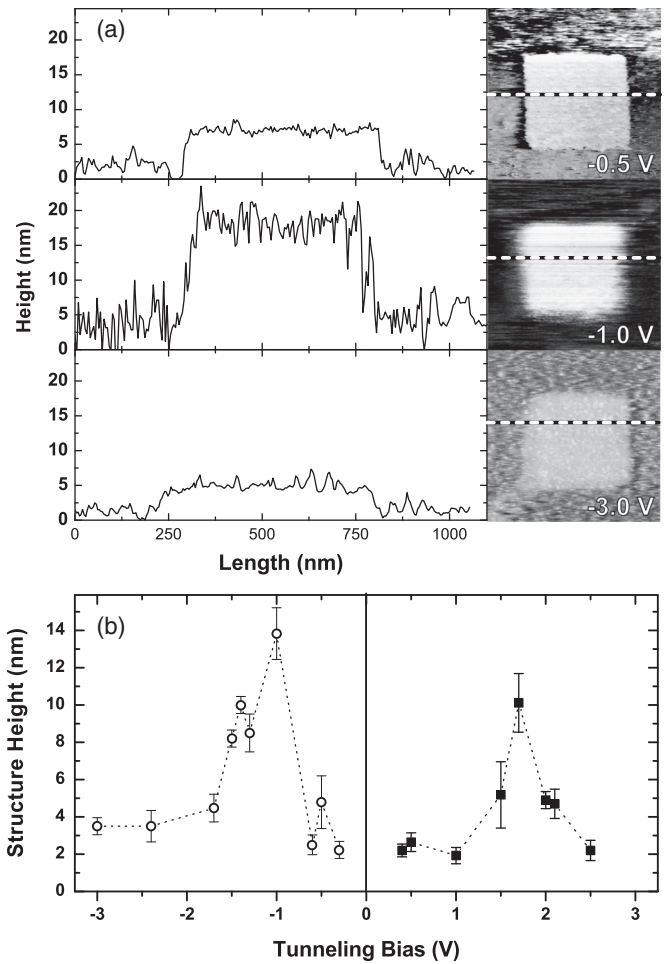 (a)
20
15
10
5
0
-0.5 V
20
15
10
5
0
-1.0 V
20
15
10
5
0
-3.0 V
Height (nm)
0 250 500 750 1000
Length (nm)
(b)
14
12
10
8
6
4
2
0
Structure Height (nm)
-3 -2 -1 0 1 2 3
Tunneling Bias (V)